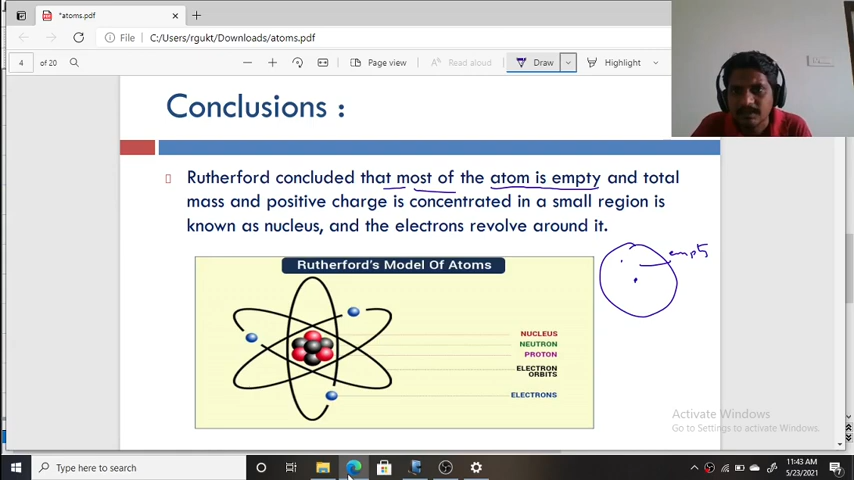 *atoms.pdf
File
C:/Users/rgukt/Downloads/atoms.pdf
4 of 20
Page view
Read aloud
Draw
Highlight
Conclusions :
Rutherford concluded that most of the atom is empty and total
mass and positive charge is concentrated in a small region is
known as nucleus, and the electrons revolve around it.
empty
Rutherford's Model Of Atoms
NUCLEUS
NEUTRON
PROTON
ELECTRON
ORBITS
ELECTRONS
Activate Windows
Go to Settings to activate Windows.
Type here to search
11:43 AM
5/23/2021